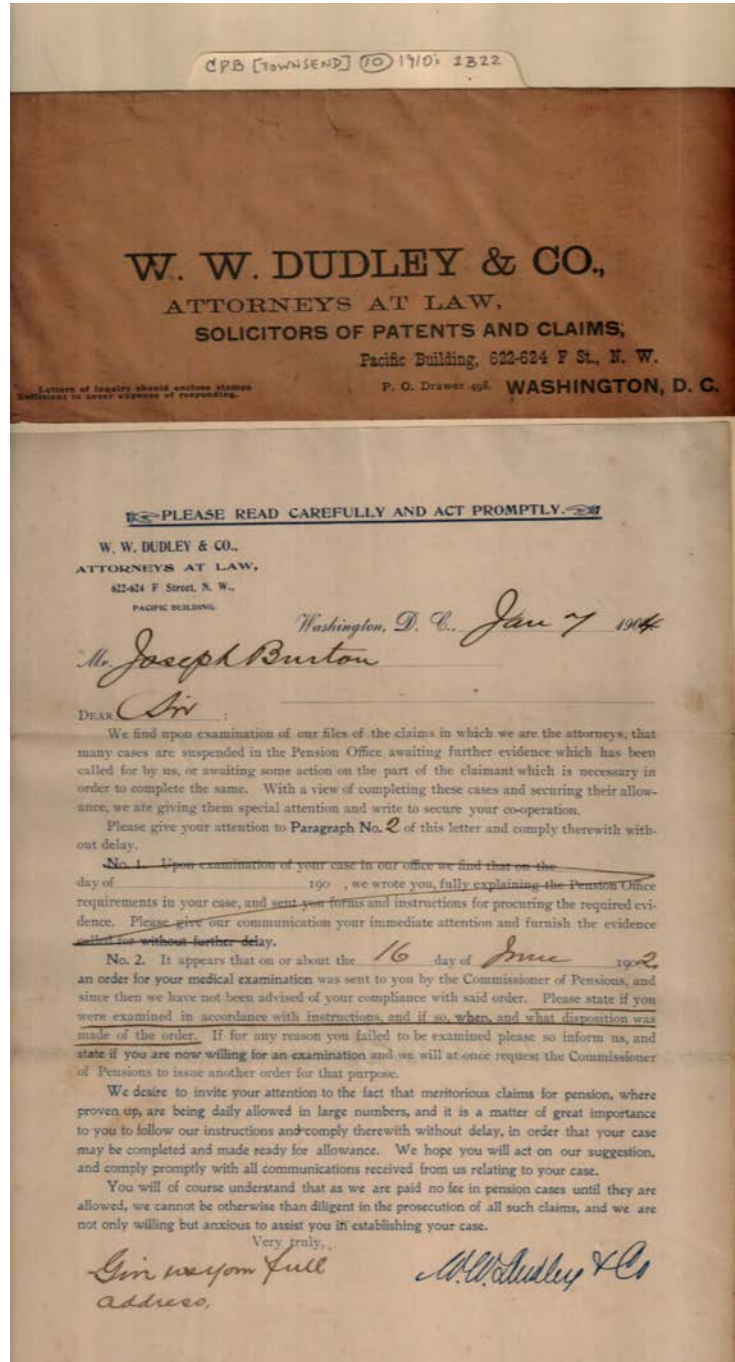 CPB [TOWNSEND] 10 1910s 1B22
W. W. DUDLEY & CO.,
ATTORNEYS AT LAW,
SOLICITORS OF PATENTS AND CLAIMS,
Pacific Building, 622-624 F St., N. W.
Letters of inquiry should enclose stamps
Sufficient to cover expense of responding.
P. O. Drawer 498. WASHINGTON, D. C.
PLEASE READ CAREFULLY AND ACT PROMPTLY.
W. W. DUDLEY & CO.,
ATTORNEYS AT LAW,
622-624 F Street, N. W.,
PACIFIC BUILDING.
Washington, D. C., Jan 7 1904
Mr. Joseph Burton
DEAR Sir :
We find upon examination of our files of the claims in which we are the attorneys, that
many cases are suspended in the Pension Office awaiting further evidence which has been
called for by us, or awaiting some action on the part of the claimant which is necessary in
order to complete the same. With a view of completing these cases and securing their allow-
ance, we are giving them special attention and write to secure your co-operation.
Please give your attention to Paragraph No. 2 of this letter and comply therewith with-
out delay.
No. 1. Upon examination of your case in our office we find that on the
day of 190 , we wrote you, fully explaining the Pension Office
requirements in your case, and sent you forms and instructions for procuring the required evi-
dence. Please give our communication your immediate attention and furnish the evidence
called for without further delay.
No. 2. It appears that on or about the 16 day of June 1902
an order for your medical examination was sent to you by the Commissioner of Pensions, and
since then we have not been advised of your compliance with said order. Please state if you
were examined in accordance with instructions, and if so, when, and what disposition was
made of the order. If for any reason you failed to be examined please so inform us, and
state if you are now willing for an examination and we will at once request the Commissioner
of Pensions to issue another order for that purpose.
We desire to invite your attention to the fact that meritorious claims for pension, where
proven up, are being daily allowed in large numbers, and it is a matter of great importance
to you to follow our instructions and comply therewith without delay, in order that your case
may be completed and made ready for allowance. We hope you will act on our suggestion,
and comply promptly with all communications received from us relating to your case.
You will of course understand that as we are paid no fee in pension cases until they are
allowed, we cannot be otherwise than diligent in the prosecution of all such claims, and we are
not only willing but anxious to assist you in establishing your case.
Very truly,
Give us your full
address.
W. W. Dudley & Co